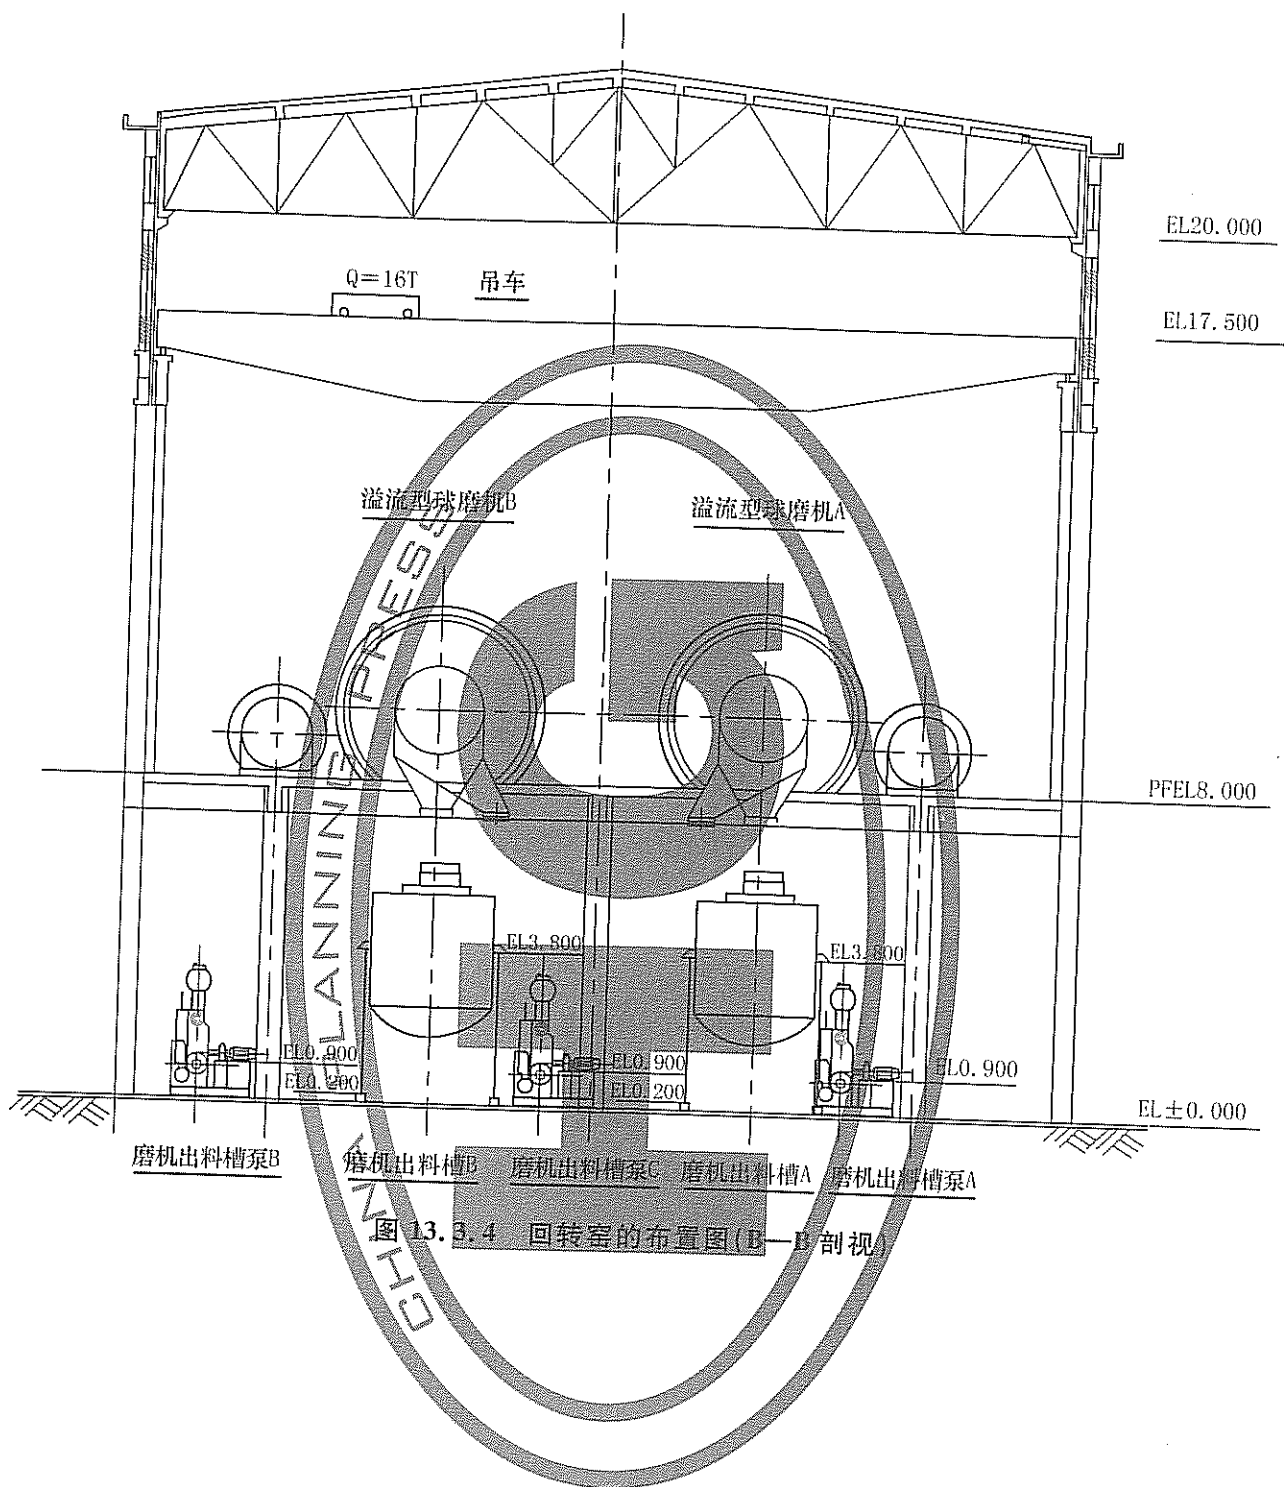 EL20.000
Q=16T 吊车
EL17.500
溢流型球磨机B
溢流型球磨机A
PFEL8.000
EL3.800
EL3.800
EL0.900
EL0.900
EL0.900
EL0.200
EL0.200
EL±0.000
磨机出料槽泵B
磨机出料槽B
磨机出料槽泵C
磨机出料槽A
磨机出料槽泵A
图 13.3.4 回转窑的布置图(B—B 剖视)
CHINA PLANNING PRESS